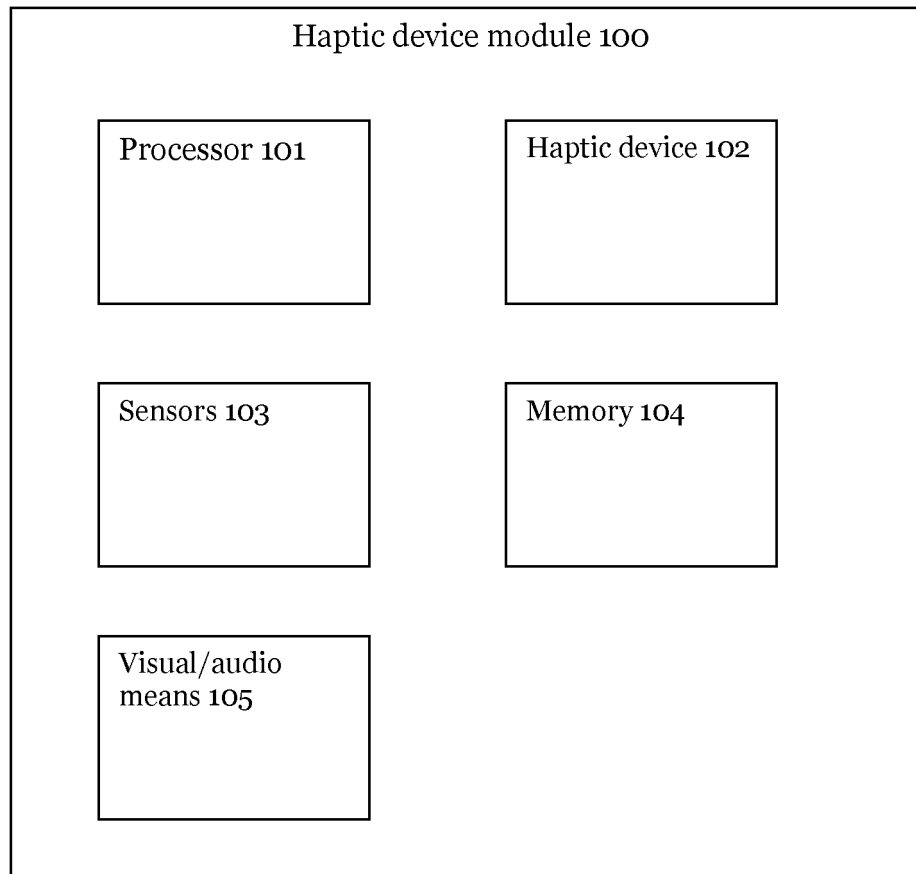 Haptic device module 100
Processor 101
Haptic device 102
Sensors 103
Memory 104
Visual/audio
means 105